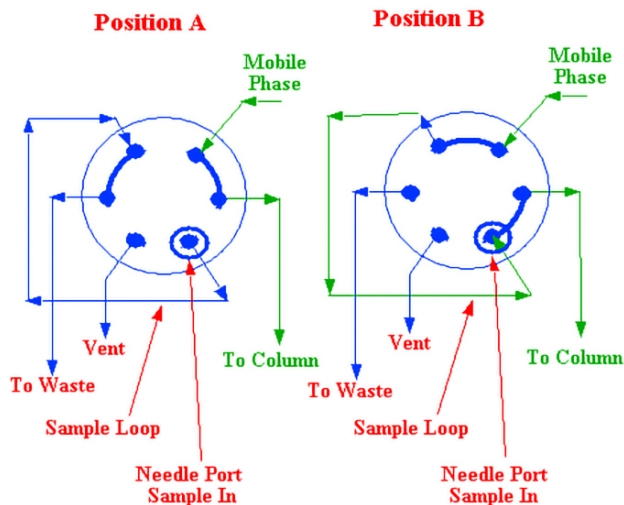 Position A
Mobile
Phase
Vent
To Column
To Waste
Sample Loop
Needle Port
Sample In
Position B
Mobile
Phase
Vent
To Column
To Waste
Sample Loop
Needle Port
Sample In